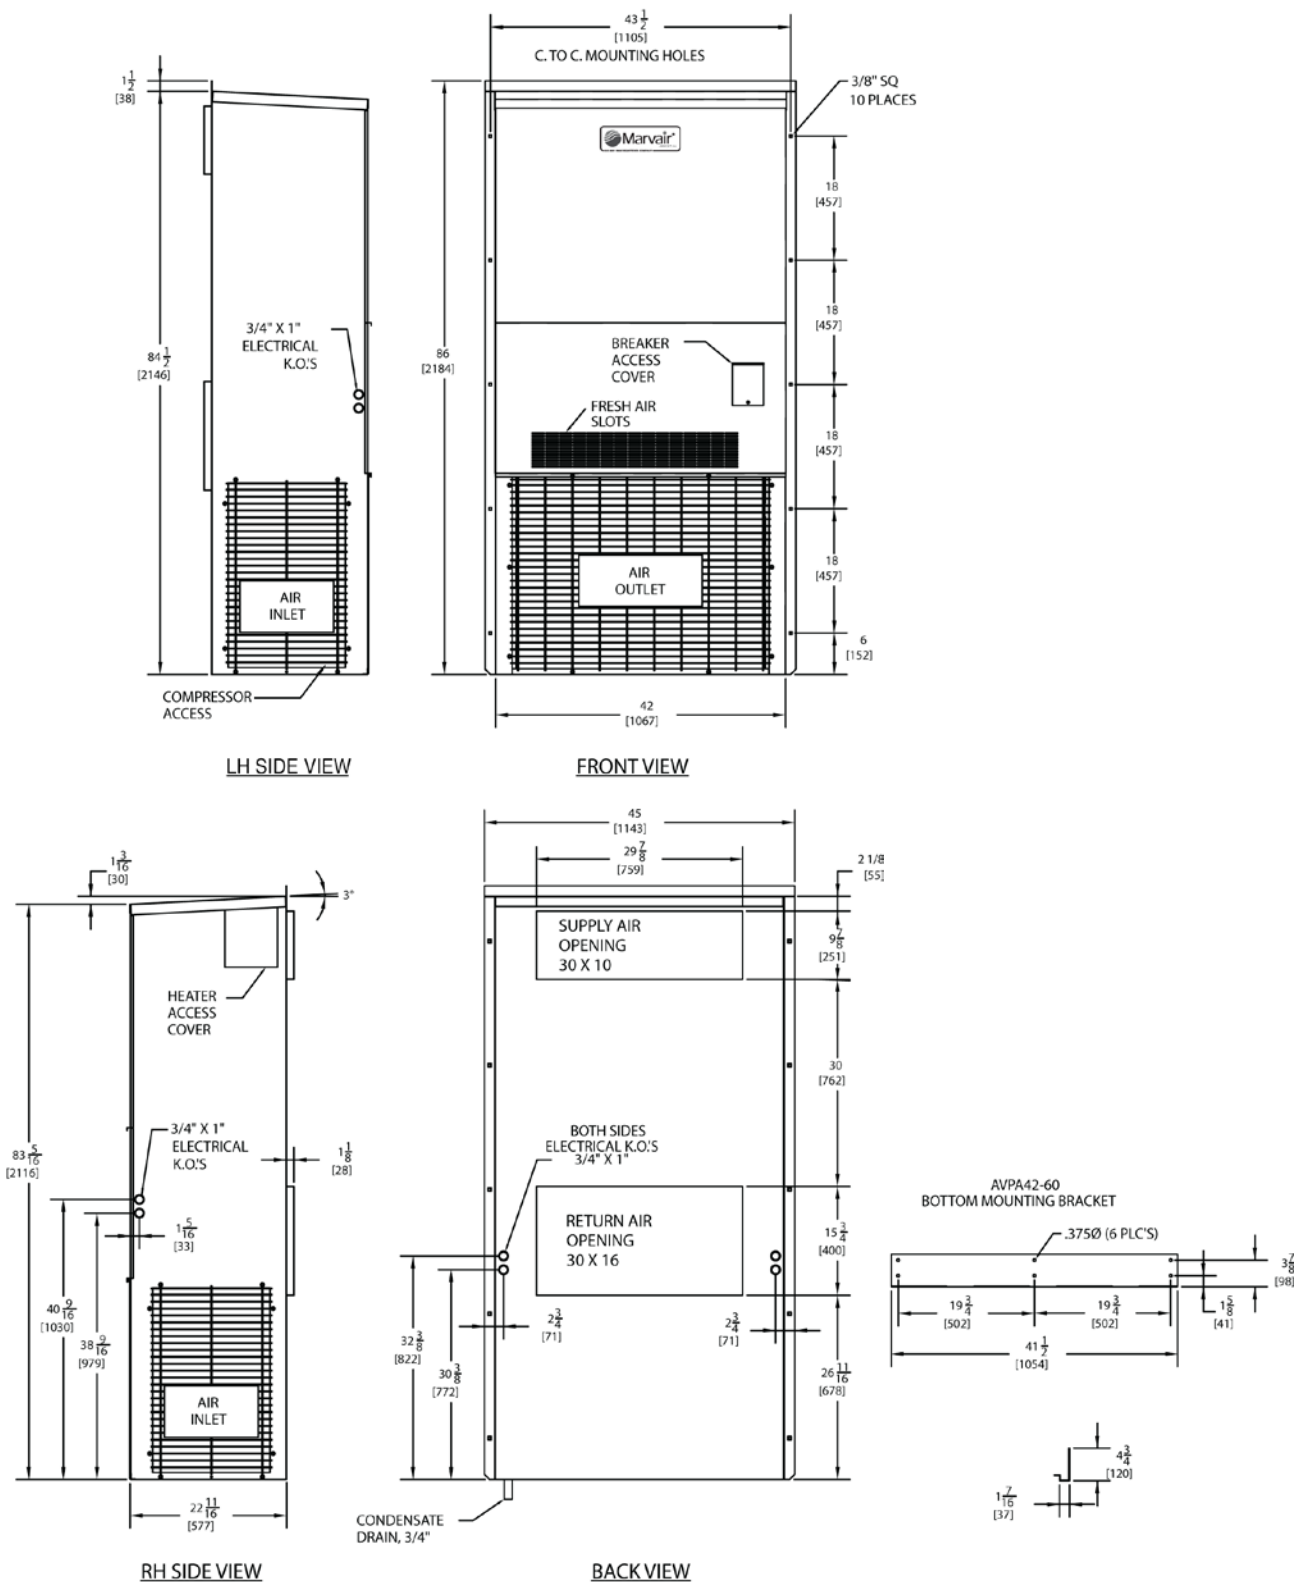 43 1/2
[1105]
C. TO C. MOUNTING HOLES
1 1/2
[38]
3/8" SQ
10 PLACES
Marvair®
18
[457]
3/4" X 1"
ELECTRICAL
K.O.'S
84 1/2
[2146]
86
[2184]
BREAKER
ACCESS
COVER
18
[457]
FRESH AIR
SLOTS
18
[457]
AIR
INLET
AIR
OUTLET
18
[457]
6
[152]
COMPRESSOR
ACCESS
42
[1067]
LH SIDE VIEW
FRONT VIEW
45
[1143]
29 7/8
[759]
1 3/16
[30]
3°
2 1/8
[55]
SUPPLY AIR
OPENING
30 X 10
9 7/8
[251]
HEATER
ACCESS
COVER
30
[762]
3/4" X 1"
ELECTRICAL
K.O.'S
83 5/16
[2116]
1 1/8
[28]
BOTH SIDES
ELECTRICAL K.O.'S
3/4" X 1"
1 5/16
[33]
RETURN AIR
OPENING
30 X 16
15 3/4
[400]
AVPA42-60
BOTTOM MOUNTING BRACKET
.375Ø (6 PLC'S)
3 7/8
[98]
19 3/4
[502]
19 3/4
[502]
1 5/8
[41]
41 1/2
[1054]
40 9/16
[1030]
38 9/16
[979]
2 3/4
[71]
2 3/4
[71]
32 3/8
[822]
30 3/8
[772]
26 11/16
[678]
AIR
INLET
4 3/4
[120]
1 7/16
[37]
22 11/16
[577]
CONDENSATE
DRAIN, 3/4"
RH SIDE VIEW
BACK VIEW